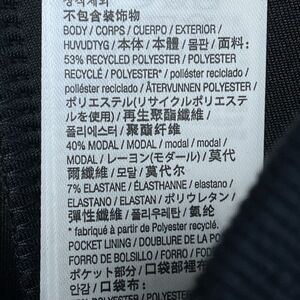 장식제외
不包含装饰物
BODY / CORPS / CUERPO / EXTERIOR /
HUVUDTYG / 本体 / 本體 / 몸판 / 面料:
53% RECYCLED POLYESTER / POLYESTER
RECYCLÉ / POLYESTER* / poliéster reciclado /
poliéster reciclado / ÅTERVUNNEN POLYESTER /
ポリエステル(リサイクルポリエステ
ルを使用) / 再生聚酯纖維 /
폴리에스터 / 聚酯纤维
40% MODAL / MODAL / modal / modal /
MODAL / レーヨン(モダール) / 莫代
爾纖維 / 모달 / 莫代尔
7% ELASTANE / ÉLASTHANNE / elastano /
ELASTANO / ELASTAN / ポリウレタン /
彈性纖維 / 폴리우레탄 / 氨纶
* fabriqué à partir de Polyester recyclé.
POCKET LINING / DOUBLURE DE LA PO
FORRO DO BOLSILLO / FORRO DO
ポケット部分 / 口袋部裡布
안감 / 口袋布: